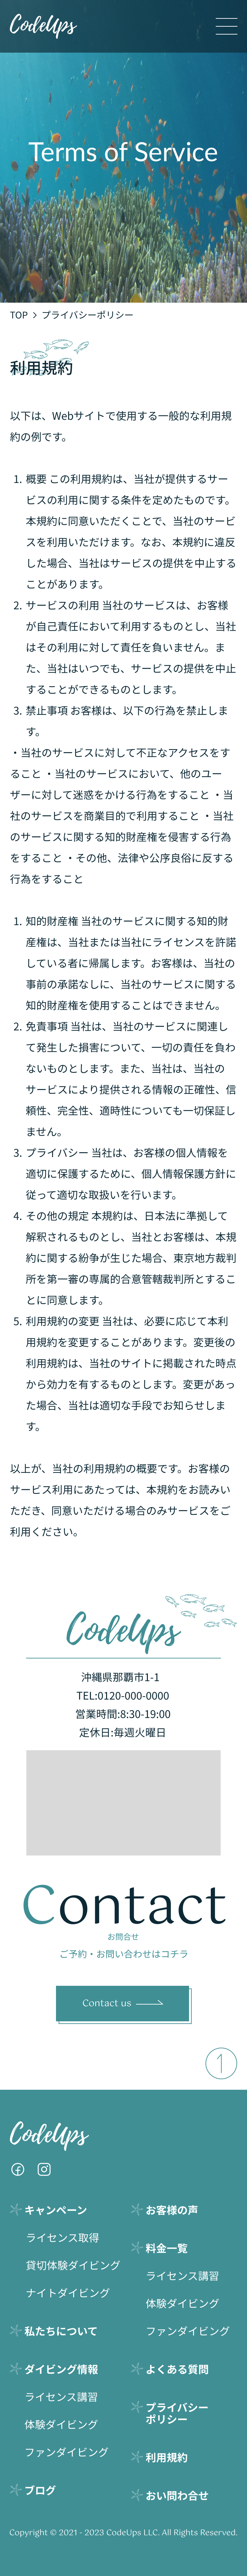 CodeUps
Terms of Service
TOP > プライバシーポリシー
利用規約
以下は、Webサイトで使用する一般的な利用規
約の例です。
1. 概要 この利用規約は、当社が提供するサー
ビスの利用に関する条件を定めたものです。
本規約に同意いただくことで、当社のサービ
スを利用いただけます。なお、本規約に違反
した場合、当社はサービスの提供を中止する
ことがあります。
2. サービスの利用 当社のサービスは、お客様
が自己責任において利用するものとし、当社
はその利用に対して責任を負いません。ま
た、当社はいつでも、サービスの提供を中止
することができるものとします。
3. 禁止事項 お客様は、以下の行為を禁止しま
す。
・当社のサービスに対して不正なアクセスをす
ること ・当社のサービスにおいて、他のユー
ザーに対して迷惑をかける行為をすること ・当
社のサービスを商業目的で利用すること ・当社
のサービスに関する知的財産権を侵害する行為
をすること ・その他、法律や公序良俗に反する
行為をすること
1. 知的財産権 当社のサービスに関する知的財
産権は、当社または当社にライセンスを許諾
している者に帰属します。お客様は、当社の
事前の承諾なしに、当社のサービスに関する
知的財産権を使用することはできません。
2. 免責事項 当社は、当社のサービスに関連し
て発生した損害について、一切の責任を負わ
ないものとします。また、当社は、当社の
サービスにより提供される情報の正確性、信
頼性、完全性、適時性についても一切保証し
ません。
3. プライバシー 当社は、お客様の個人情報を
適切に保護するために、個人情報保護方針に
従って適切な取扱いを行います。
4. その他の規定 本規約は、日本法に準拠して
解釈されるものとし、当社とお客様は、本規
約に関する紛争が生じた場合、東京地方裁判
所を第一審の専属的合意管轄裁判所とするこ
とに同意します。
5. 利用規約の変更 当社は、必要に応じて本利
用規約を変更することがあります。変更後の
利用規約は、当社のサイトに掲載された時点
から効力を有するものとします。変更があっ
た場合、当社は適切な手段でお知らせしま
す。
以上が、当社の利用規約の概要です。お客様の
サービス利用にあたっては、本規約をお読みい
ただき、同意いただける場合のみサービスをご
利用ください。
CodeUps
沖縄県那覇市1-1
TEL:0120-000-0000
営業時間:8:30-19:00
定休日:毎週火曜日
Contact
お問合せ
ご予約・お問い合わせはコチラ
Contact us
CodeUps
キャンペーン
ライセンス取得
貸切体験ダイビング
ナイトダイビング
私たちについて
ダイビング情報
ライセンス講習
体験ダイビング
ファンダイビング
ブログ
お客様の声
料金一覧
ライセンス講習
体験ダイビング
ファンダイビング
よくある質問
プライバシー
ポリシー
利用規約
おい問わ合せ
Copyright © 2021 - 2023 CodeUps LLC. All Rights Reserved.